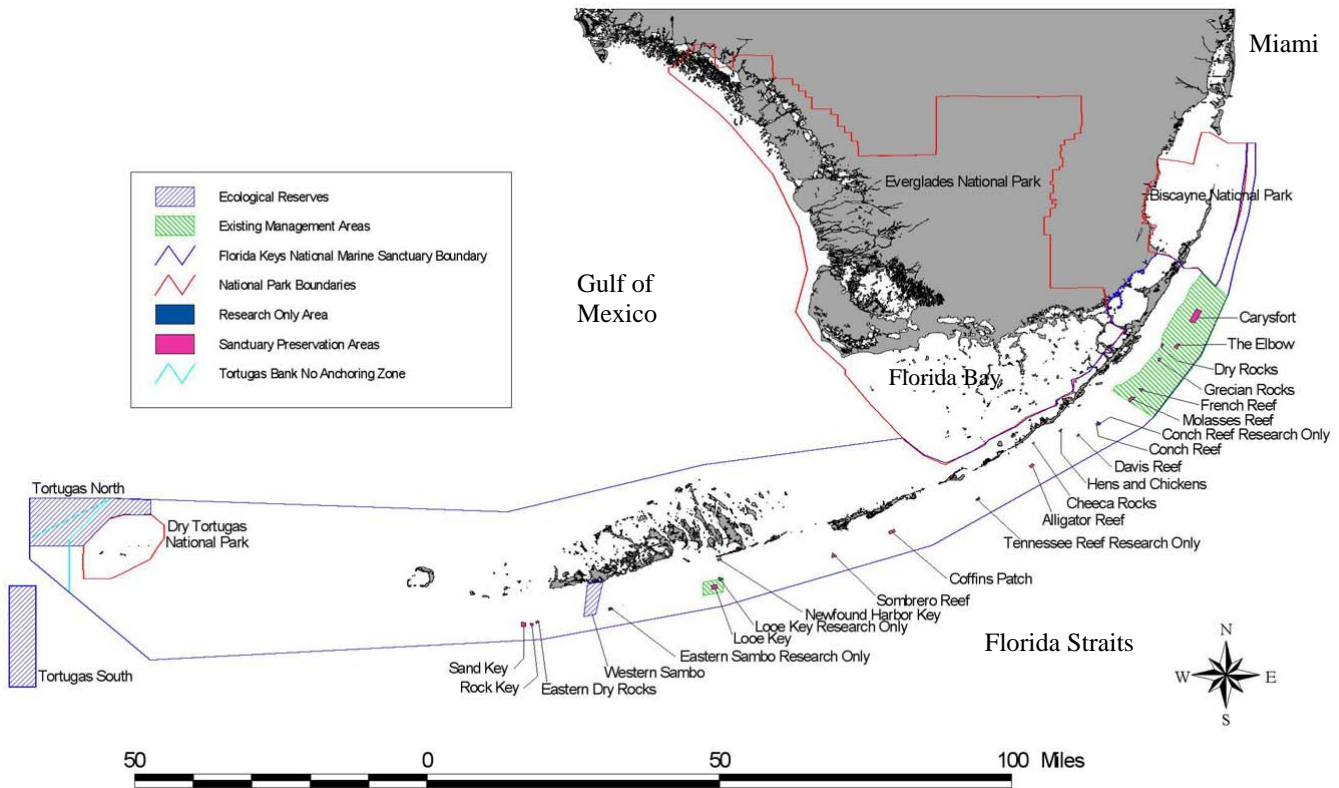 Miami
Ecological Reserves
Existing Management Areas
Florida Keys National Marine Sanctuary Boundary
National Park Boundaries
Research Only Area
Sanctuary Preservation Areas
Tortugas Bank No Anchoring Zone
Everglades National Park
Biscayne National Park
Gulf of
Mexico
Florida Bay
Carysfort
The Elbow
Dry Rocks
Grecian Rocks
French Reef
Molasses Reef
Conch Reef Research Only
Conch Reef
Davis Reef
Hens and Chickens
Cheeca Rocks
Alligator Reef
Tennessee Reef Research Only
Coffins Patch
Sombrero Reef
Newfound Harbor Key
Looe Key Research Only
Looe Key
Eastern Sambo Research Only
Western Sambo
Eastern Dry Rocks
Rock Key
Sand Key
Tortugas North
Dry Tortugas
National Park
Tortugas South
Florida Straits
N
W E
S
50 0 50 100 Miles